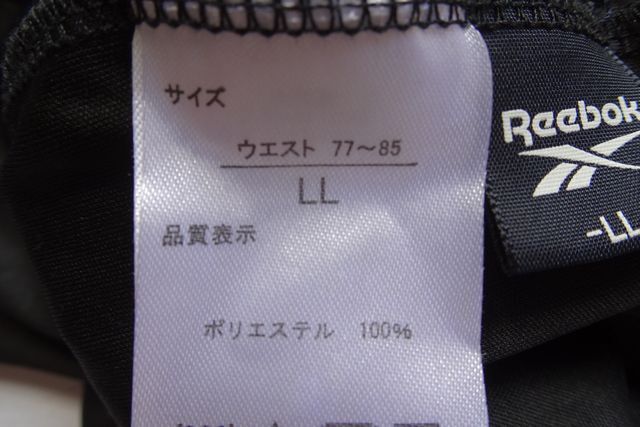 サイズ
ウエスト 77～85
LL
品質表示
ポリエステル 100%
Reebok
-LL